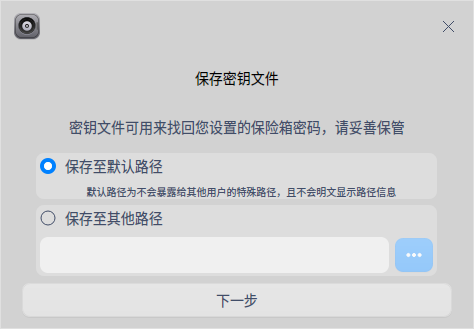 保存密钥文件
密钥文件可用来找回您设置的保险箱密码，请妥善保管
保存至默认路径
默认路径为不会暴露给其他用户的特殊路径，且不会明文显示路径信息
保存至其他路径
下一步